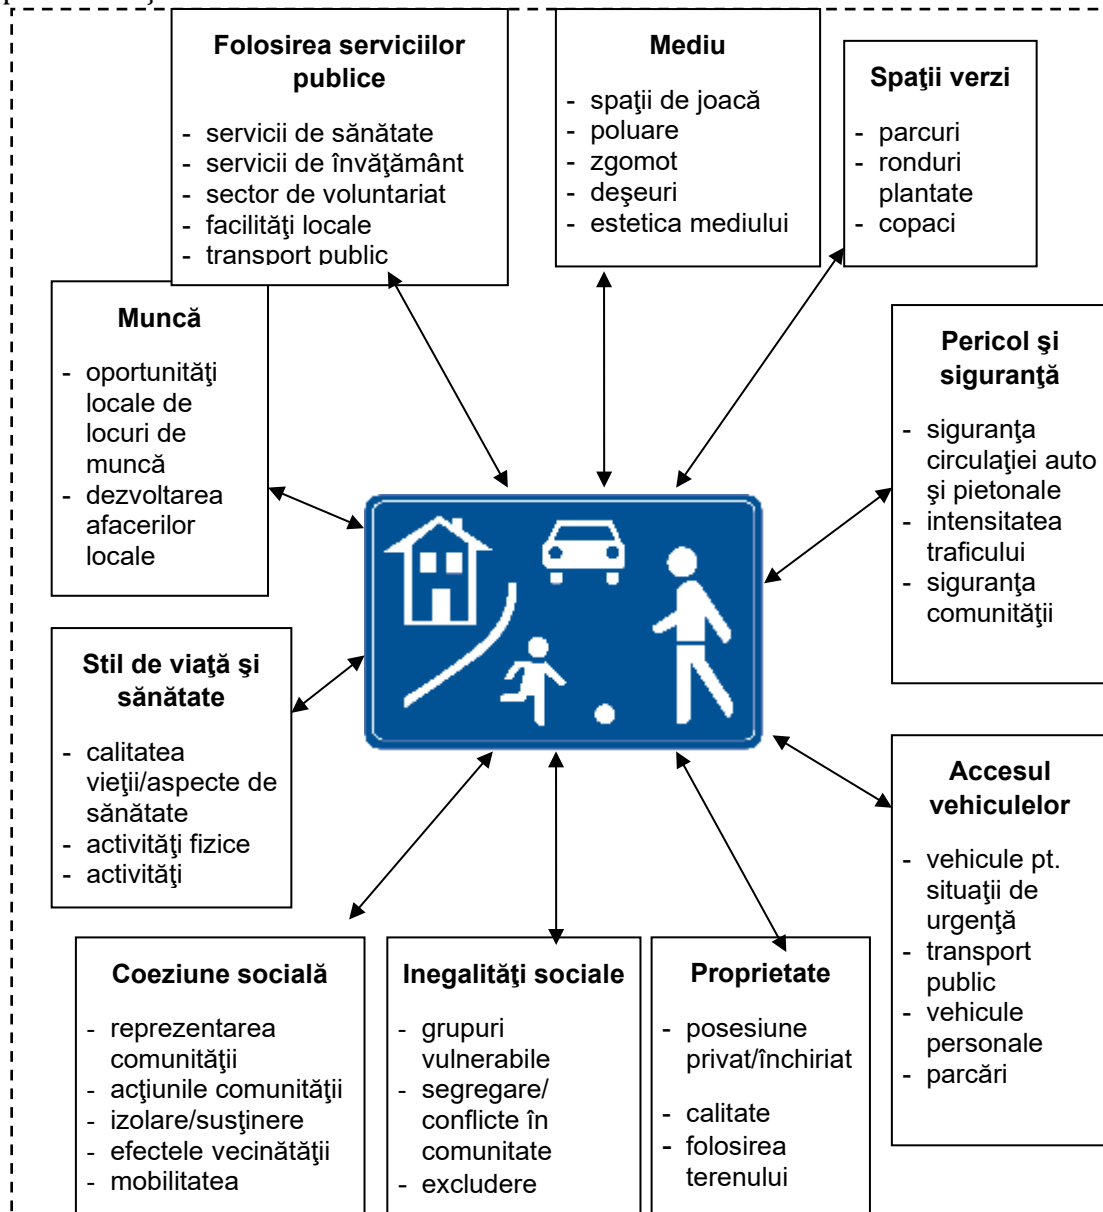 Folosirea serviciilor
publice
- servicii de sănătate
- servicii de învăţământ
- sector de voluntariat
- facilităţi locale
- transport public
Mediu
- spaţii de joacă
- poluare
- zgomot
- deşeuri
- estetica mediului
Spaţii verzi
- parcuri
- ronduri
plantate
- copaci
Muncă
- oportunităţi
locale de
locuri de
muncă
- dezvoltarea
afacerilor
locale
Pericol şi
siguranţă
- siguranţa
circulaţiei auto
şi pietonale
- intensitatea
traficului
- siguranţa
comunităţii
Stil de viaţă şi
sănătate
- calitatea
vieţii/aspecte de
sănătate
- activităţi fizice
- activităţi
Accesul
vehiculelor
- vehicule pt.
situaţii de
urgenţă
- transport
public
- vehicule
personale
- parcări
Coeziune socială
- reprezentarea
comunităţii
- acţiunile comunităţii
- izolare/susţinere
- efectele vecinătăţii
- mobilitatea
Inegalităţi sociale
- grupuri
vulnerabile
- segregare/
conflicte în
comunitate
- excludere
Proprietate
- posesiune
privat/închiriat
- calitate
- folosirea
terenului